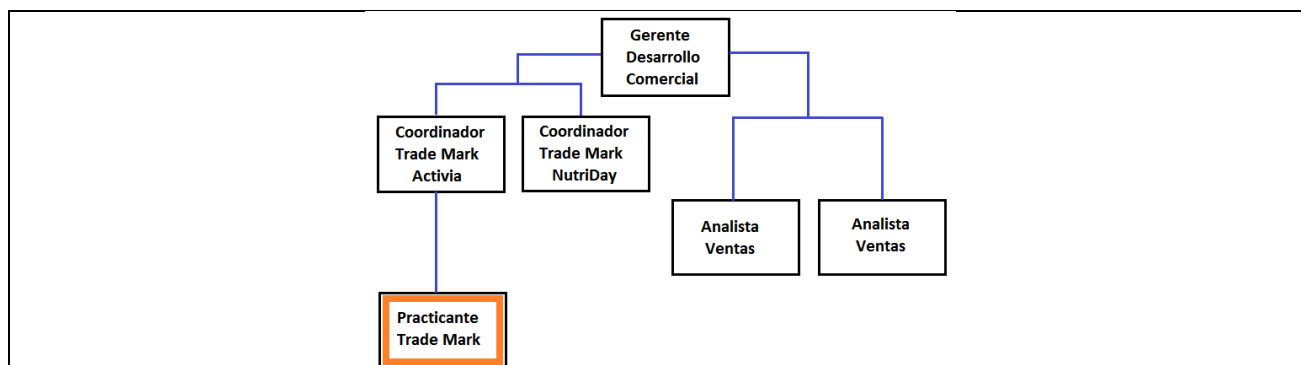 Gerente
Desarrollo
Comercial
Coordinador
Trade Mark
Activia
Coordinador
Trade Mark
NutriDay
Analista
Ventas
Analista
Ventas
Practicante
Trade Mark